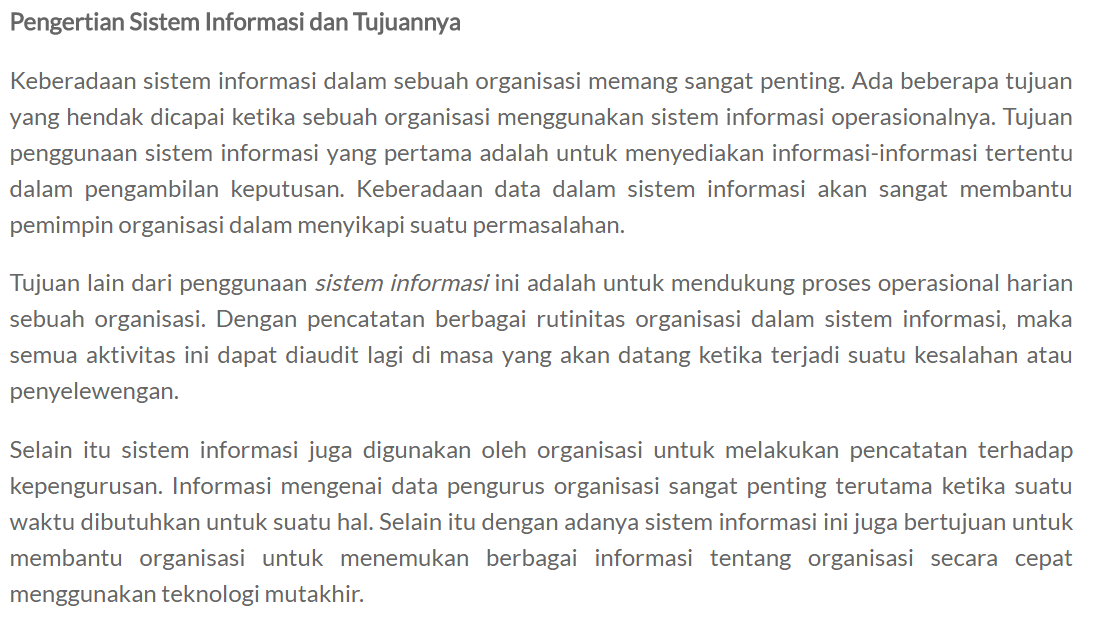 Pengertian Sistem Informasi dan Tujuannya
Keberadaan sistem informasi dalam sebuah organisasi memang sangat penting. Ada beberapa tujuan
yang hendak dicapai ketika sebuah organisasi menggunakan sistem informasi operasionalnya. Tujuan
penggunaan sistem informasi yang pertama adalah untuk menyediakan informasi-informasi tertentu
dalam pengambilan keputusan. Keberadaan data dalam sistem informasi akan sangat membantu
pemimpin organisasi dalam menyikapi suatu permasalahan.
Tujuan lain dari penggunaan sistem informasi ini adalah untuk mendukung proses operasional harian
sebuah organisasi. Dengan pencatatan berbagai rutinitas organisasi dalam sistem informasi, maka
semua aktivitas ini dapat diaudit lagi di masa yang akan datang ketika terjadi suatu kesalahan atau
penyelewengan.
Selain itu sistem informasi juga digunakan oleh organisasi untuk melakukan pencatatan terhadap
kepengurusan. Informasi mengenai data pengurus organisasi sangat penting terutama ketika suatu
waktu dibutuhkan untuk suatu hal. Selain itu dengan adanya sistem informasi ini juga bertujuan untuk
membantu organisasi untuk menemukan berbagai informasi tentang organisasi secara cepat
menggunakan teknologi mutakhir.